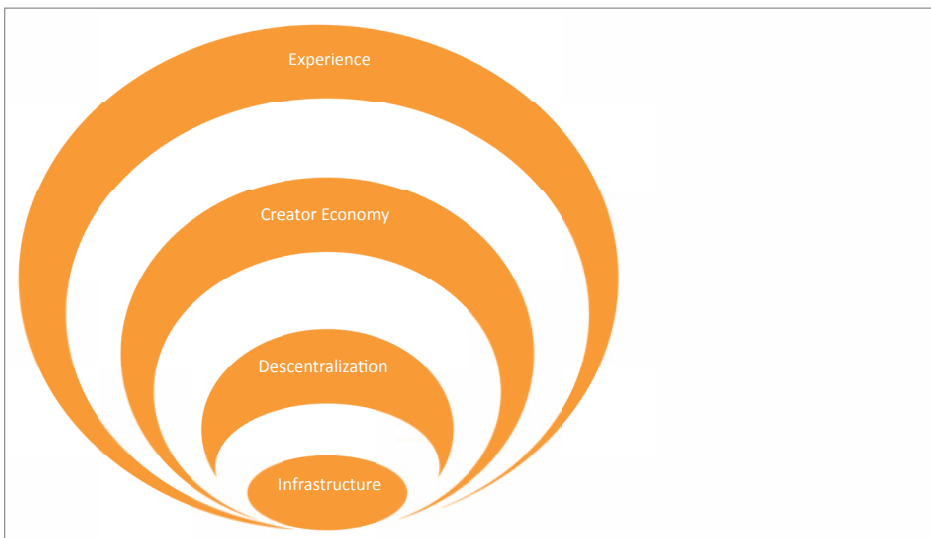 Experience
Creator Economy
Descentralization
Infrastructure